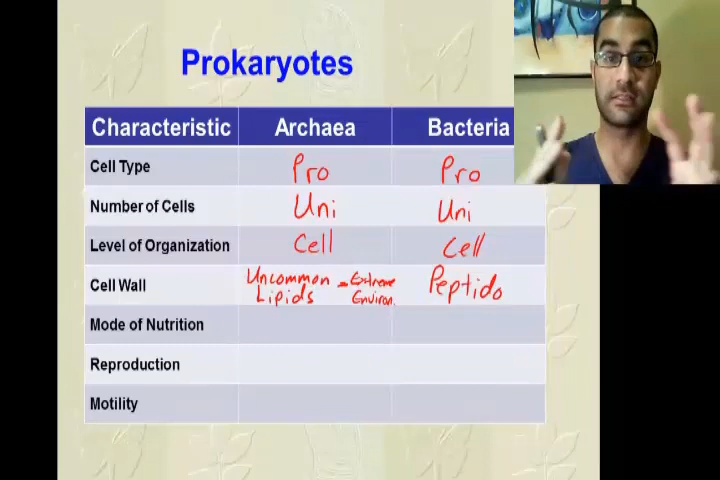 Prokaryotes
Characteristic Archaea Bacteria
Cell Type Pro Pro
Number of Cells Uni Uni
Level of Organization Cell Cell
Cell Wall Uncommon Lipids - Extreme Environ. Peptido
Mode of Nutrition
Reproduction
Motility